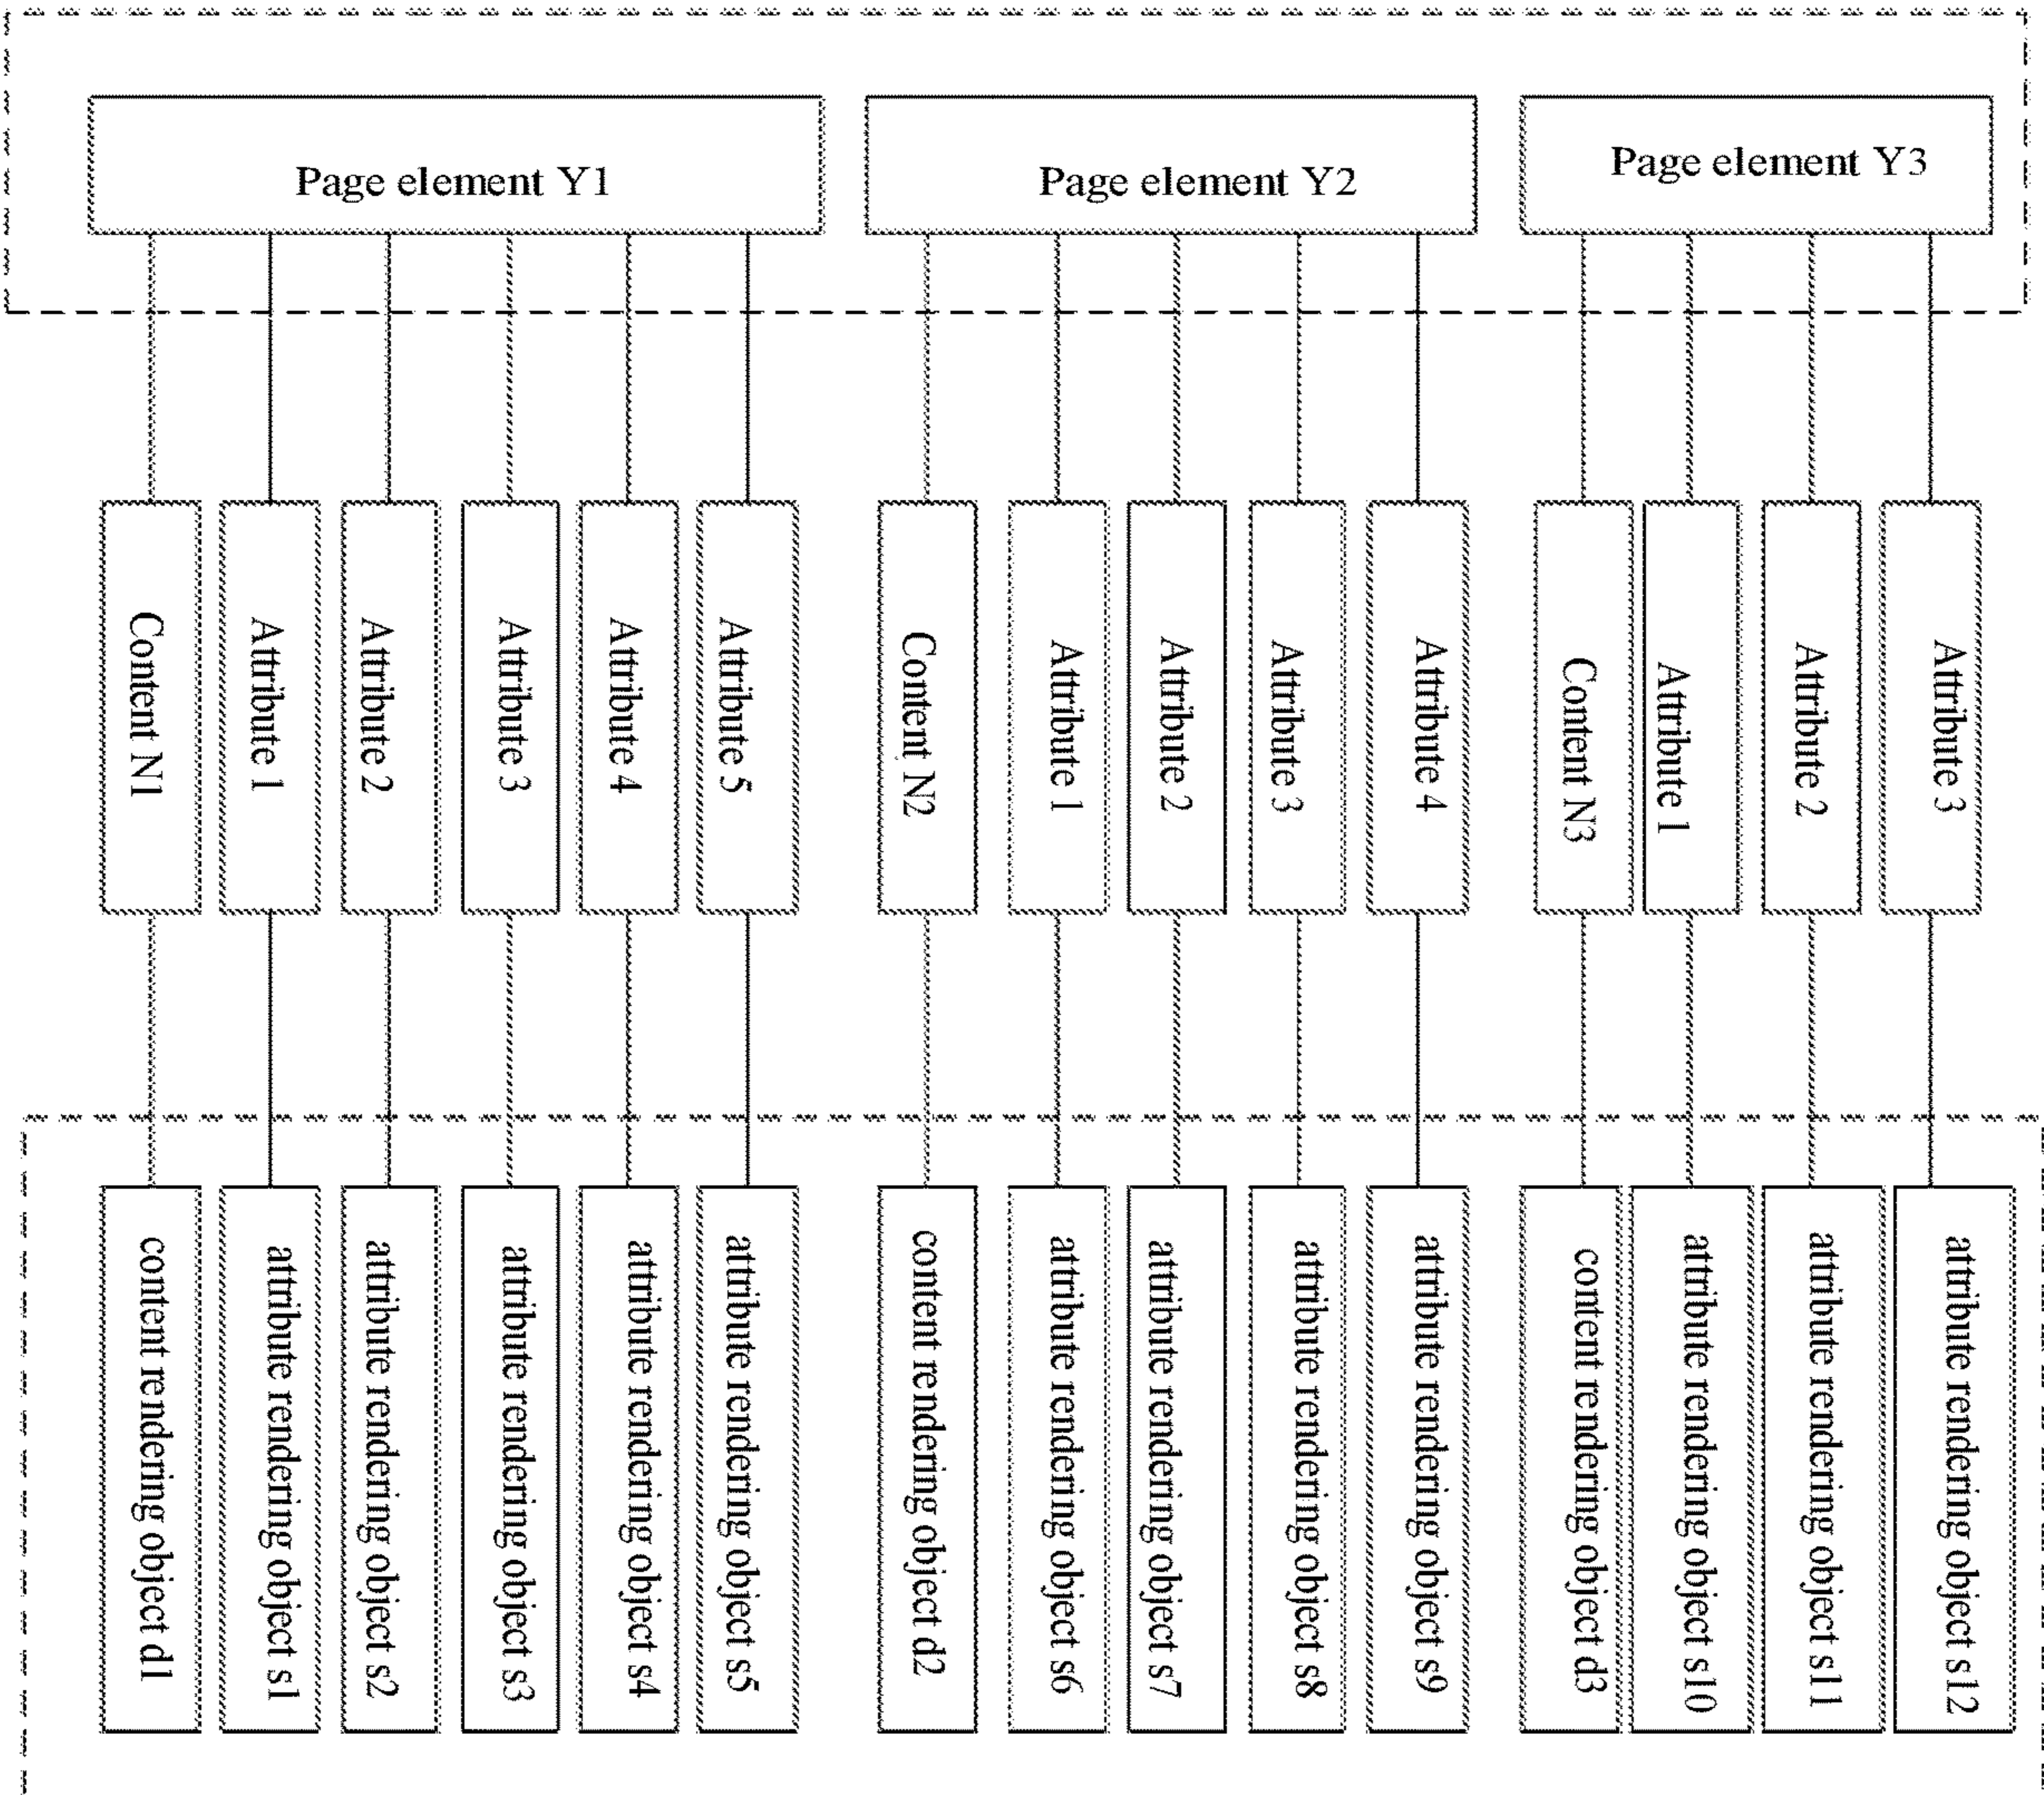 Page element Y1
Page element Y2
Page element Y3
Content N1
Attribute 1
Attribute 2
Attribute 3
Attribute 4
Attribute 5
Content N2
Attribute 1
Attribute 2
Attribute 3
Attribute 4
Content N3
Attribute 1
Attribute 2
Attribute 3
content rendering object d1
attribute rendering object s1
attribute rendering object s2
attribute rendering object s3
attribute rendering object s4
attribute rendering object s5
content rendering object d2
attribute rendering object s6
attribute rendering object s7
attribute rendering object s8
attribute rendering object s9
content rendering object d3
attribute rendering object s10
attribute rendering object s11
attribute rendering object s12